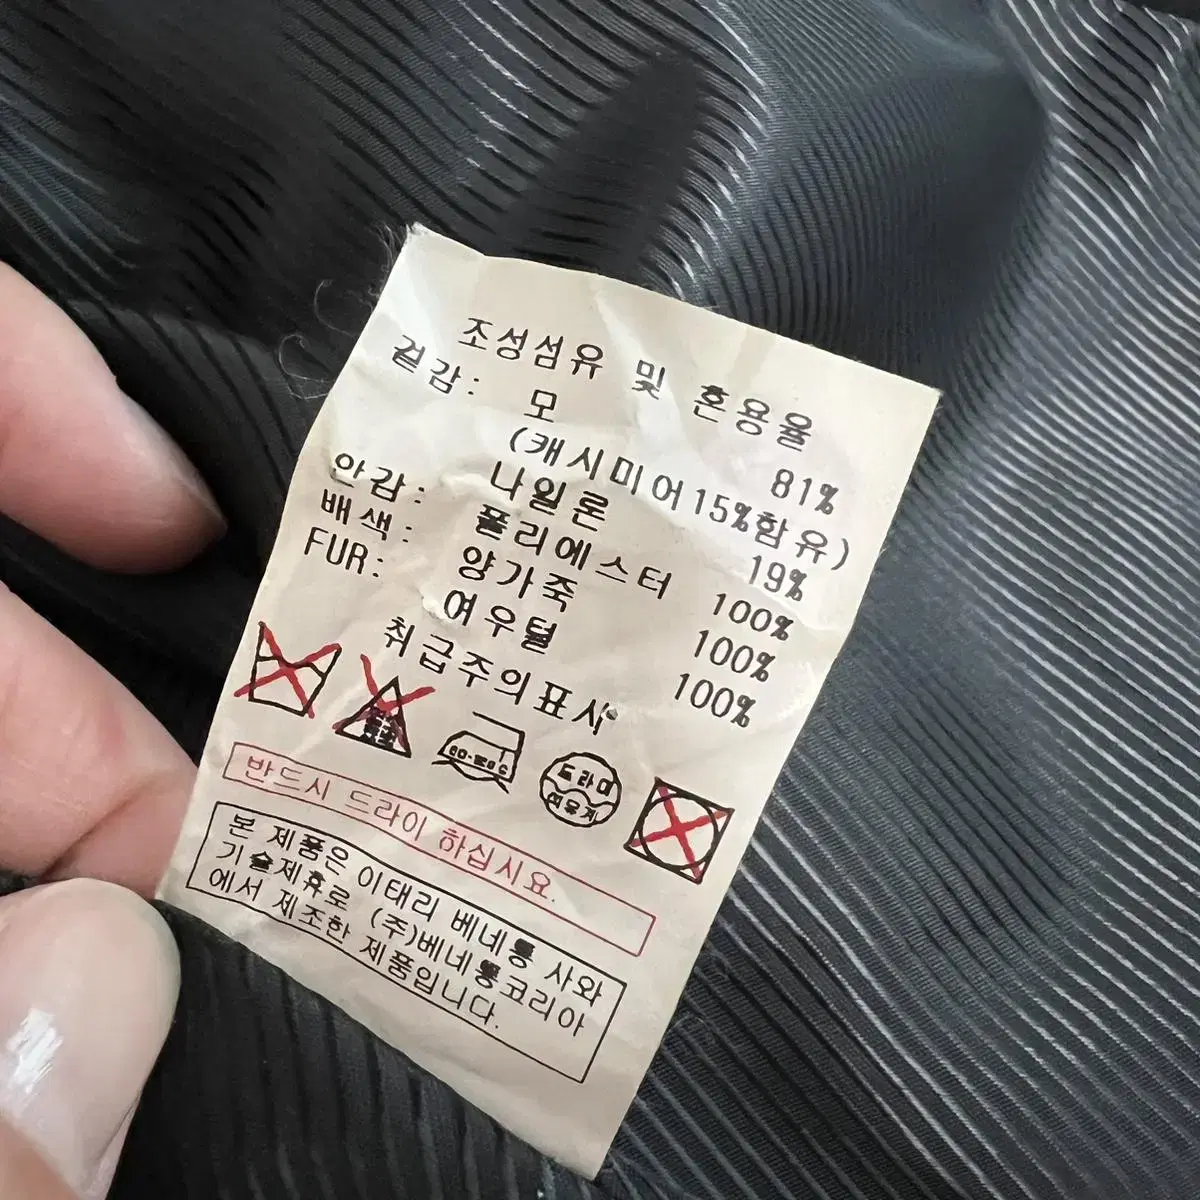 조성섬유 및 혼용율
겉감: 모 81%
(캐시미어15%함유)
나일론 19%
안감: 폴리에스터 100%
배색: 양가죽 100%
FUR: 여우털 100%
취급주의표시
드라이
반드시 드라이 하십시요.
본 제품은 이태리 베네통 사와
기술제휴로 (주)베네통코리아
에서 제조한 제품입니다.